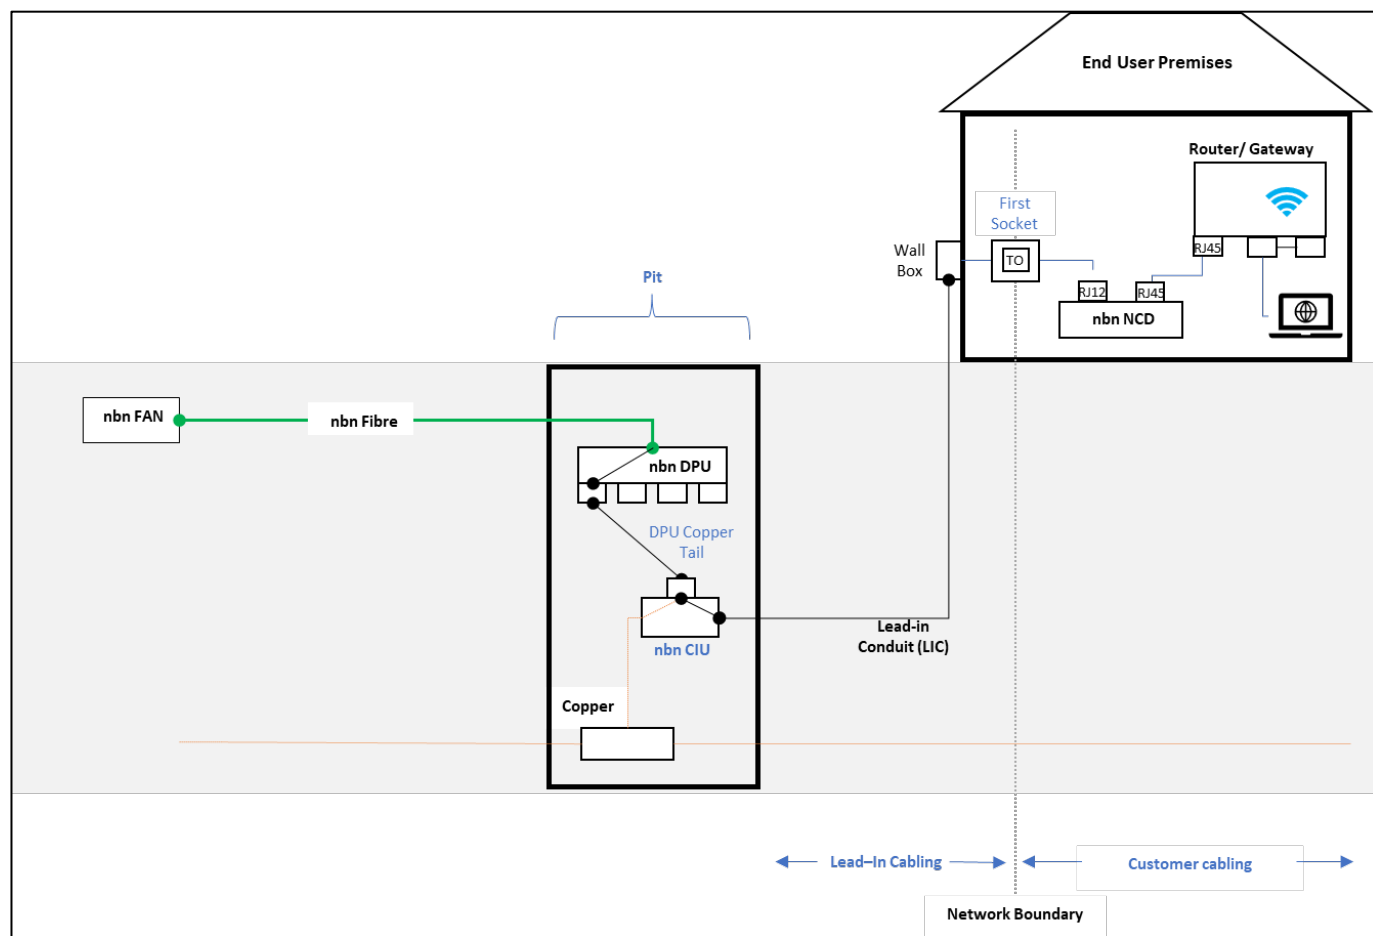 End User Premises
Router/ Gateway
First
Socket
RJ45
Wall
Box
TO
Pit
RJ12
RJ45
nbn NCD
nbn FAN
nbn Fibre
nbn DPU
DPU Copper
Tail
Lead-in
Conduit (LIC)
nbn CIU
Copper
Lead–In Cabling
Customer cabling
Network Boundary